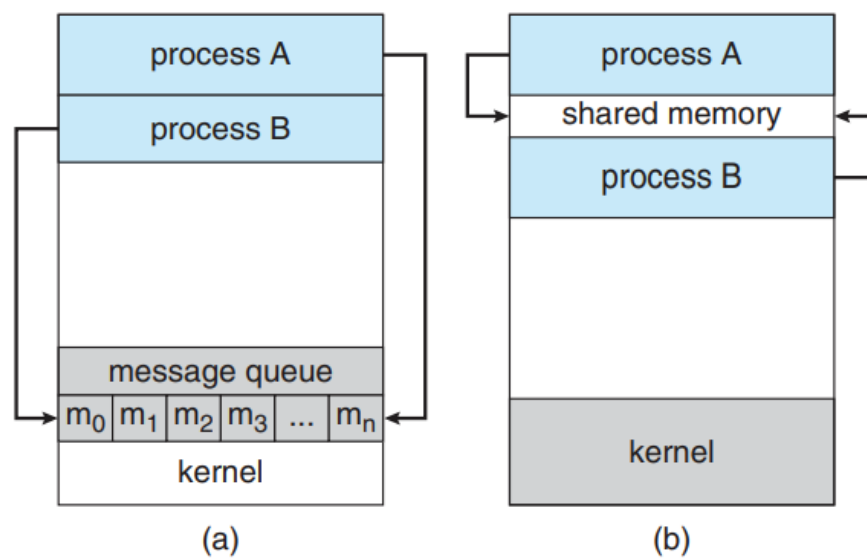 process A
process B
message queue
m0 m1 m2 m3 ... mn
kernel
(a)
process A
shared memory
process B
kernel
(b)